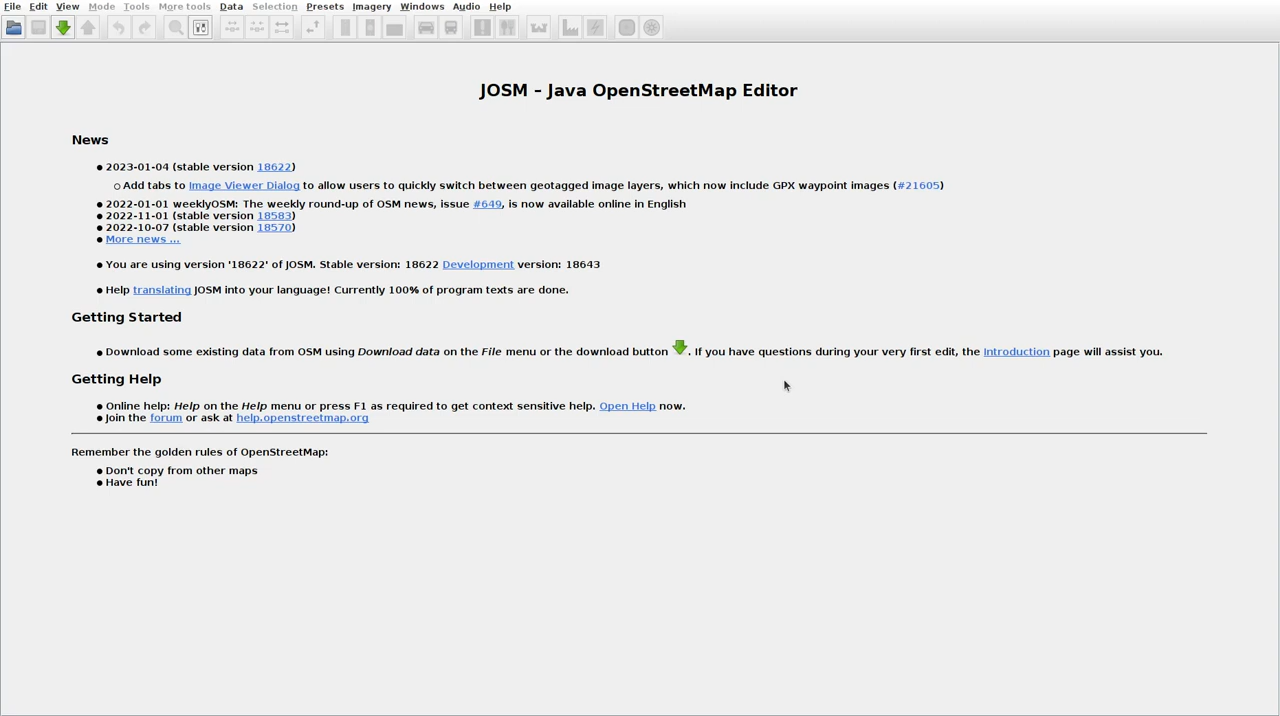 File Edit View Mode Tools More tools Data Selection Presets Imagery Windows Audio Help
JOSM – Java OpenStreetMap Editor
News
2023-01-04 (stable version 18622)
Add tabs to Image Viewer Dialog to allow users to quickly switch between geotagged image layers, which now include GPX waypoint images (#21605)
2022-01-01 weeklyOSM: The weekly round-up of OSM news, issue #649, is now available online in English
2022-11-01 (stable version 18583)
2022-10-07 (stable version 18570)
More news ...
You are using version '18622' of JOSM. Stable version: 18622 Development version: 18643
Help translating JOSM into your language! Currently 100% of program texts are done.
Getting Started
Download some existing data from OSM using Download data on the File menu or the download button . If you have questions during your very first edit, the Introduction page will assist you.
Getting Help
Online help: Help on the Help menu or press F1 as required to get context sensitive help. Open Help now.
Join the forum or ask at help.openstreetmap.org
Remember the golden rules of OpenStreetMap:
Don't copy from other maps
Have fun!